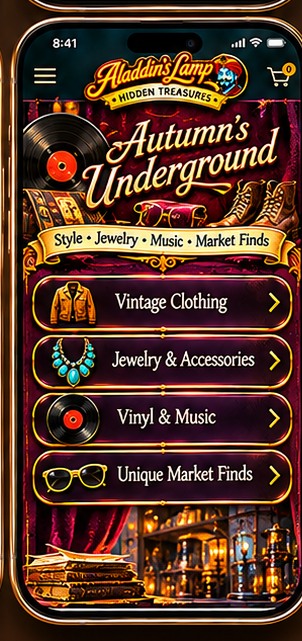 8:41
Aladdin's Lamp
• HIDDEN TREASURES •
0
Autumn's
Underground
Style • Jewelry • Music • Market Finds
Vintage Clothing
Jewelry & Accessories
Vinyl & Music
Unique Market Finds